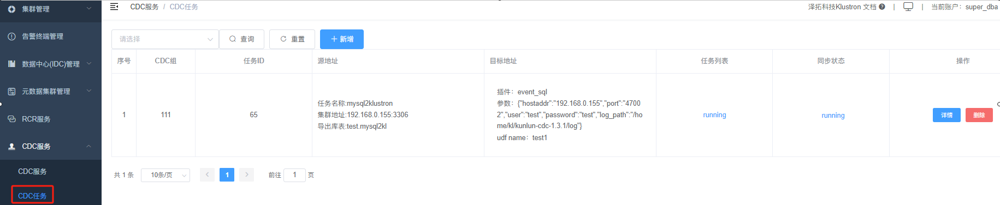 集群管理
CDC服务 / CDC任务
泽拓科技Klustron 文档 | | 当前账户：super_dba
告警终端管理
数据中心(IDC)管理
元数据集群管理
RCR服务
CDC服务
CDC服务
CDC任务
请选择 查询 重置 新增
序号 CDC组 任务ID 源地址 目标地址 任务列表 同步状态 操作
1 111 65
任务名称:mysql2klustron
集群地址:192.168.0.155:3306
导出库表:test.mysql2kl
插件：event_sql
参数：{"hostaddr":"192.168.0.155","port":"4700
2","user":"test","password":"test","log_path":"/ho
me/kl/kunlun-cdc-1.3.1/log"}
udf name：test1
running running 详情 删除
共 1 条 10条/页 1 前往 1 页